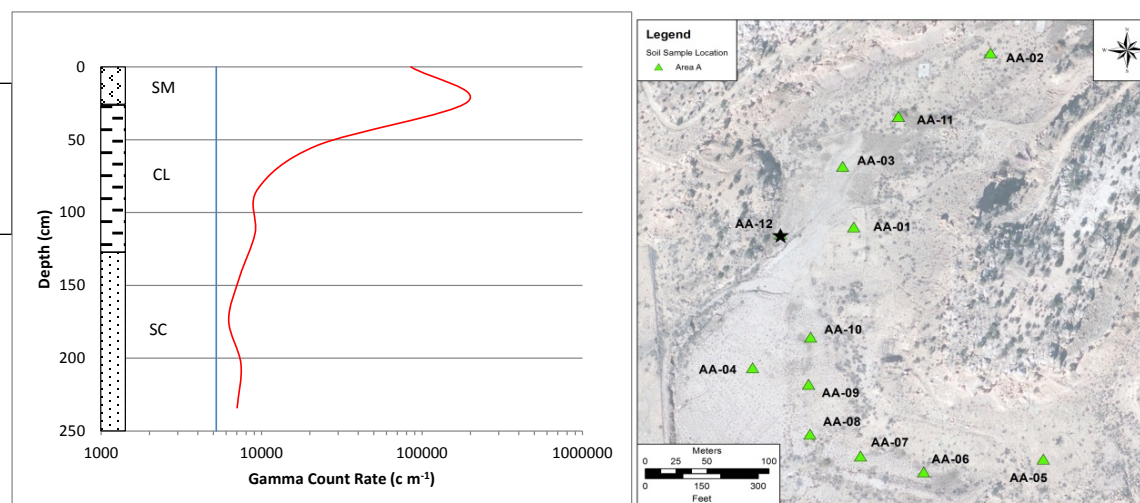 0
50
100
150
200
250
Depth (cm)
SM
CL
SC
1000
10000
100000
1000000
Gamma Count Rate (c m⁻¹)
Legend
Soil Sample Location
Area A
N
W
E
S
AA-02
AA-11
AA-03
AA-12
AA-01
AA-10
AA-04
AA-09
AA-08
AA-07
AA-06
AA-05
Meters
0 25 50 100
0 150 300
Feet